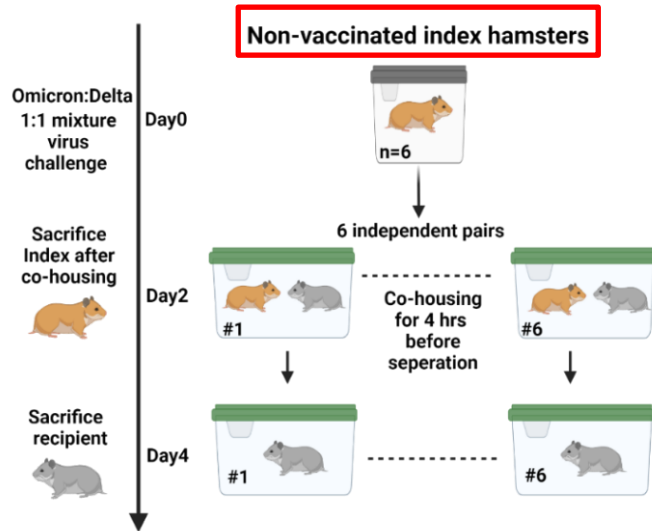 Non-vaccinated index hamsters
Omicron:Delta
1:1 mixture
virus
challenge
Day0
n=6
6 independent pairs
Sacrifice
Index after
co-housing
Day2
#1
Co-housing
for 4 hrs
before
seperation
#6
Sacrifice
recipient
Day4
#1
#6